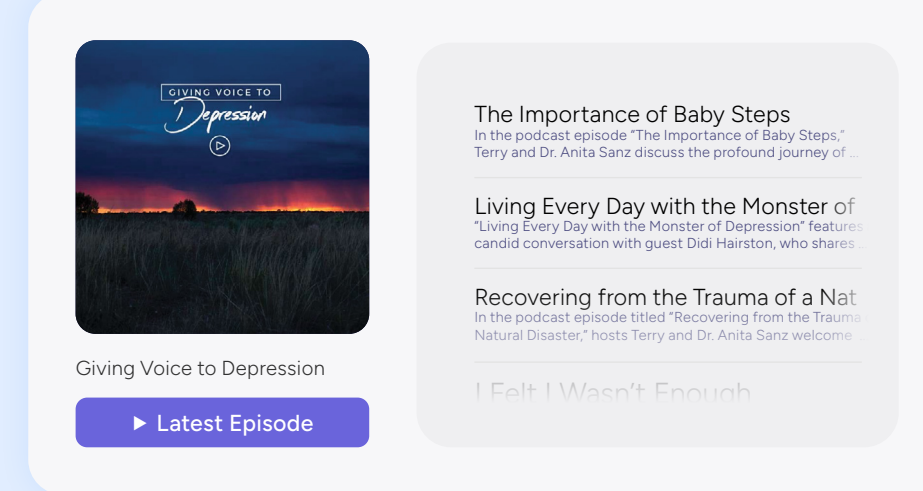 GIVING VOICE TO
Depression
Giving Voice to Depression
Latest Episode
The Importance of Baby Steps
In the podcast episode “The Importance of Baby Steps,”
Terry and Dr. Anita Sanz discuss the profound journey of ...
Living Every Day with the Monster of
“Living Every Day with the Monster of Depression” features
candid conversation with guest Didi Hairston, who shares ...
Recovering from the Trauma of a Nat
In the podcast episode titled “Recovering from the Trauma
Natural Disaster,” hosts Terry and Dr. Anita Sanz welcome ...
I Felt I Wasn’t Enough